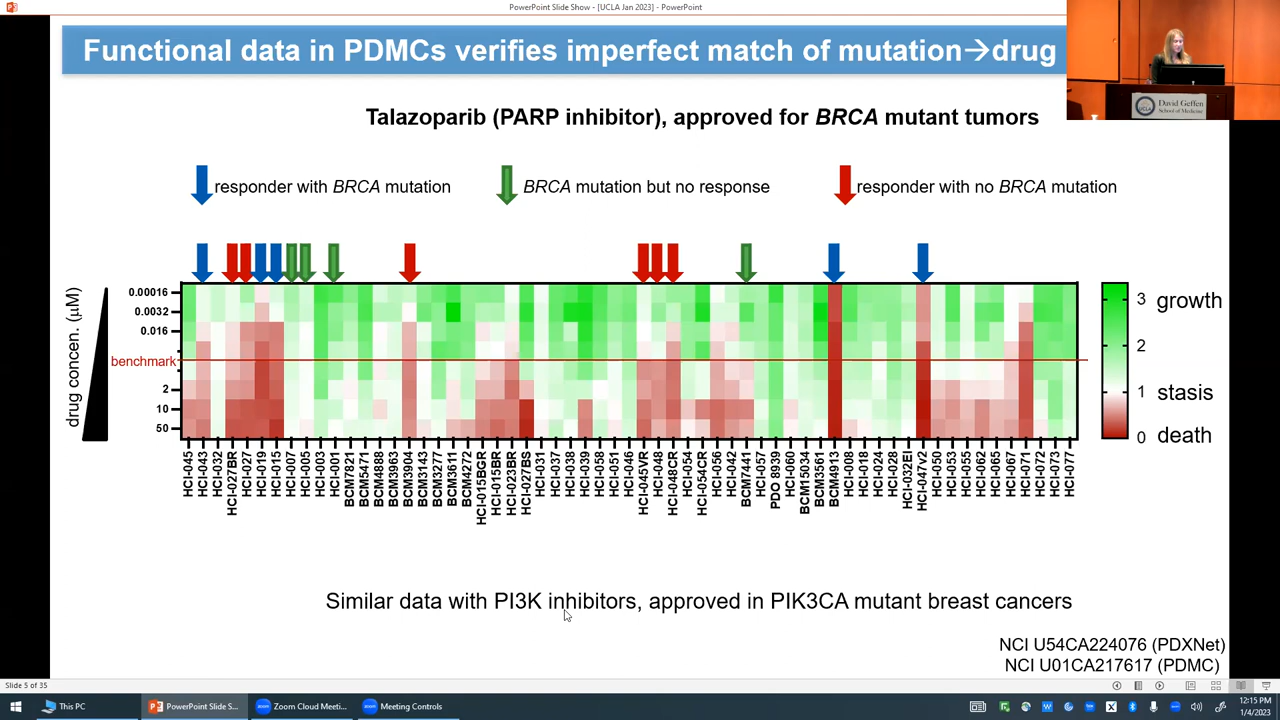 PowerPoint Slide Show - [UCLA Jan 2023] - PowerPoint
Functional data in PDMCs verifies imperfect match of mutation→drug
David Geffen
School of Medicine
UCLA
Talazoparib (PARP inhibitor), approved for BRCA mutant tumors
responder with BRCA mutation
BRCA mutation but no response
responder with no BRCA mutation
drug concen. (µM)
0.00016
0.0032
0.016
benchmark
2
10
50
3
2
1
0
growth
stasis
death
HCI-045
HCI-043
HCI-032
HCI-027BR
HCI-027
HCI-019
HCI-015
HCI-007
HCI-005
HCI-003
HCI-001
BCM7821
BCM5471
BCM4888
BCM3963
BCM3904
BCM3143
BCM3277
BCM3611
BCM4272
HCI-015BGR
HCI-015BR
HCI-023BR
HCI-027BS
HCI-031
HCI-037
HCI-038
HCI-039
HCI-058
HCI-051
HCI-046
HCI-045VR
HCI-048
HCI-048CR
HCI-054
HCI-054CR
HCI-056
HCI-042
BCM7441
HCI-057
PDO 8939
HCI-060
BCM15034
BCM3561
BCM4913
HCI-008
HCI-018
HCI-024
HCI-028
HCI-032EI
HCI-047V2
HCI-050
HCI-053
HCI-055
HCI-062
HCI-065
HCI-067
HCI-071
HCI-072
HCI-073
HCI-077
Similar data with PI3K inhibitors, approved in PIK3CA mutant breast cancers
NCI U54CA224076 (PDXNet)
NCI U01CA217617 (PDMC)
Slide 5 of 35
This PC
PowerPoint Slide S...
Zoom Cloud Meeti...
Meeting Controls
12:15 PM
1/4/2023